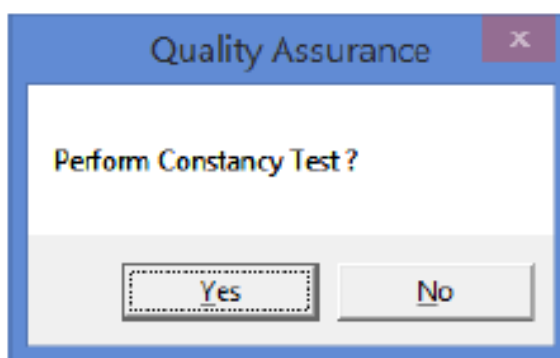 Quality Assurance
Perform Constancy Test ?
Yes No